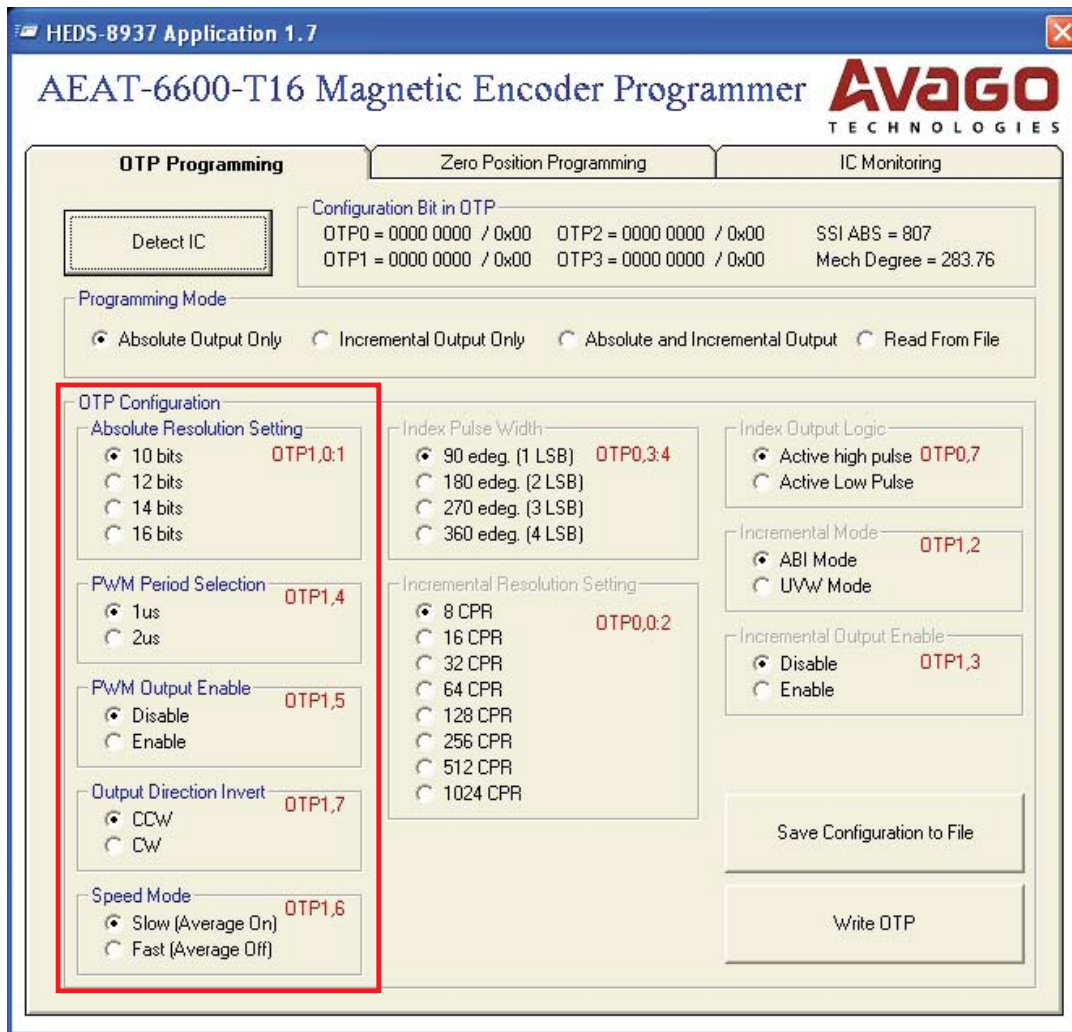 HEDS-8937 Application 1.7
AEAT-6600-T16 Magnetic Encoder Programmer
AVAGO
TECHNOLOGIES
OTP Programming
Zero Position Programming
IC Monitoring
Detect IC
Configuration Bit in OTP
OTP0 = 0000 0000 / 0x00 OTP2 = 0000 0000 / 0x00 SSI ABS = 807
OTP1 = 0000 0000 / 0x00 OTP3 = 0000 0000 / 0x00 Mech Degree = 283.76
Programming Mode
Absolute Output Only Incremental Output Only Absolute and Incremental Output Read From File
OTP Configuration
Absolute Resolution Setting
OTP1,0:1
10 bits
12 bits
14 bits
16 bits
PWM Period Selection
OTP1,4
1us
2us
PWM Output Enable
OTP1,5
Disable
Enable
Output Direction Invert
OTP1,7
CCW
CW
Speed Mode
OTP1,6
Slow (Average On)
Fast (Average Off)
Index Pulse Width
90 edeg. (1 LSB) OTP0,3:4
180 edeg. (2 LSB)
270 edeg. (3 LSB)
360 edeg. (4 LSB)
Incremental Resolution Setting
OTP0,0:2
8 CPR
16 CPR
32 CPR
64 CPR
128 CPR
256 CPR
512 CPR
1024 CPR
Index Output Logic
Active high pulse OTP0,7
Active Low Pulse
Incremental Mode
OTP1,2
ABI Mode
UVW Mode
Incremental Output Enable
Disable OTP1,3
Enable
Save Configuration to File
Write OTP